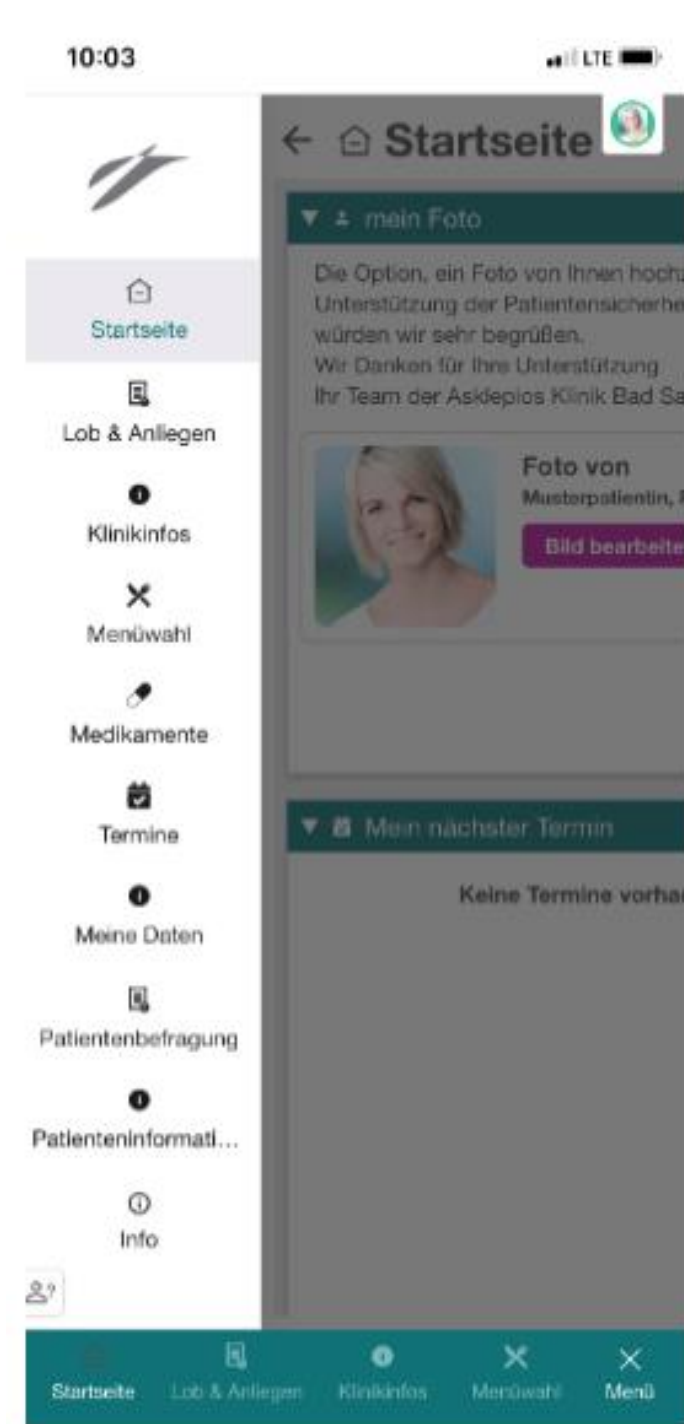 10:03
LTE
Startseite
Lob & Anliegen
Klinikinfos
Menüwahl
Medikamente
Termine
Meine Daten
Patientenbefragung
Patienteninformati...
Info
?
← Startseite
▼ mein Foto
Die Option, ein Foto von Ihnen hochz
Unterstützung der Patientensicherhe
würden wir sehr begrüßen.
Wir Danken für Ihre Unterstützung
Ihr Team der Asklepios Klinik Bad Sa
Foto von
Musterpatientin,
Bild bearbeite
▼ Mein nächster Termin
Keine Termine vorha
Startseite Lob & Anliegen Klinikinfos Menüwahl Menü